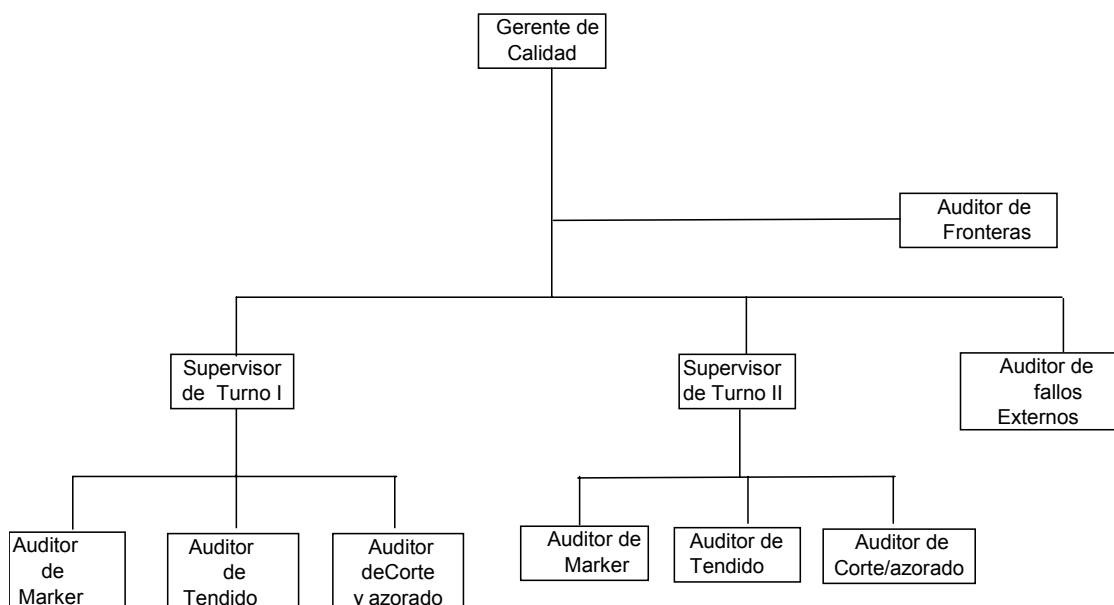 Gerente de
Calidad
Auditor de
Fronteras
Supervisor
de Turno I
Supervisor
de Turno II
Auditor de
fallos
Externos
Auditor
de
Marker
Auditor
de
Tendido
Auditor
deCorte
y azorado
Auditor de
Marker
Auditor de
Tendido
Auditor de
Corte/azorado